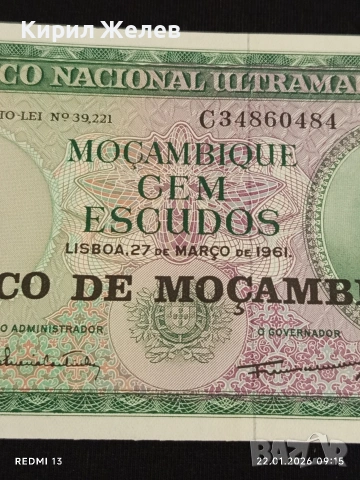 Кирил Желев
CO NACIONAL ULTRAMA
TO-LEI Nº 39,221
C34860484
MOÇAMBIQUE
CEM
ESCUDOS
LISBOA, 27 DE MARÇO DE 1961.
CO DE MOÇAMBI
O ADMINISTRADOR
O GOVERNADOR
REDMI 13
22.01.2026 09:15
Bazar